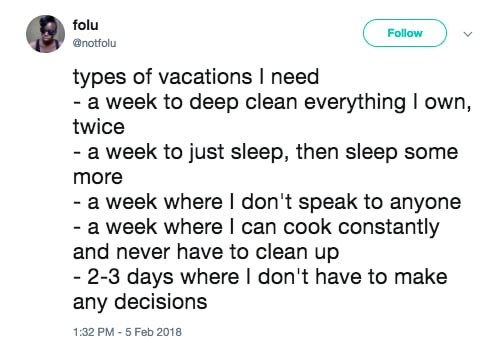 folu
@notfolu
Follow
types of vacations I need
- a week to deep clean everything I own,
twice
- a week to just sleep, then sleep some
more
- a week where I don't speak to anyone
- a week where I can cook constantly
and never have to clean up
- 2-3 days where I don't have to make
any decisions
1:32 PM - 5 Feb 2018